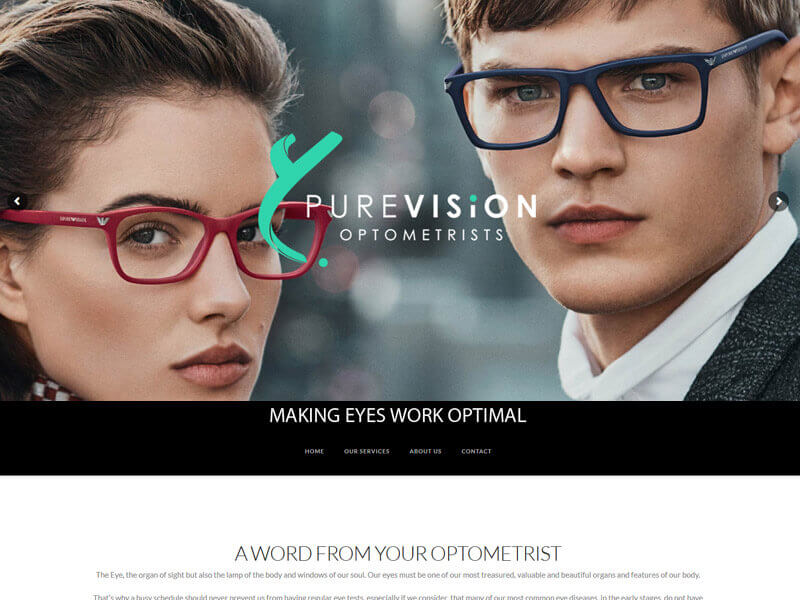 PUREVISiON
OPTOMETRISTS
EMPORIO ARMANI
MAKING EYES WORK OPTIMAL
HOME OUR SERVICES ABOUT US CONTACT
A WORD FROM YOUR OPTOMETRIST
The Eye, the organ of sight but also the lamp of the body and windows of our soul. Our eyes must be one of our most treasured, valuable and beautiful organs and features of our body.
That's why a busy schedule should never prevent us from having regular eye tests, especially if we consider, that many of our most common eye diseases, in the early stages, do not have